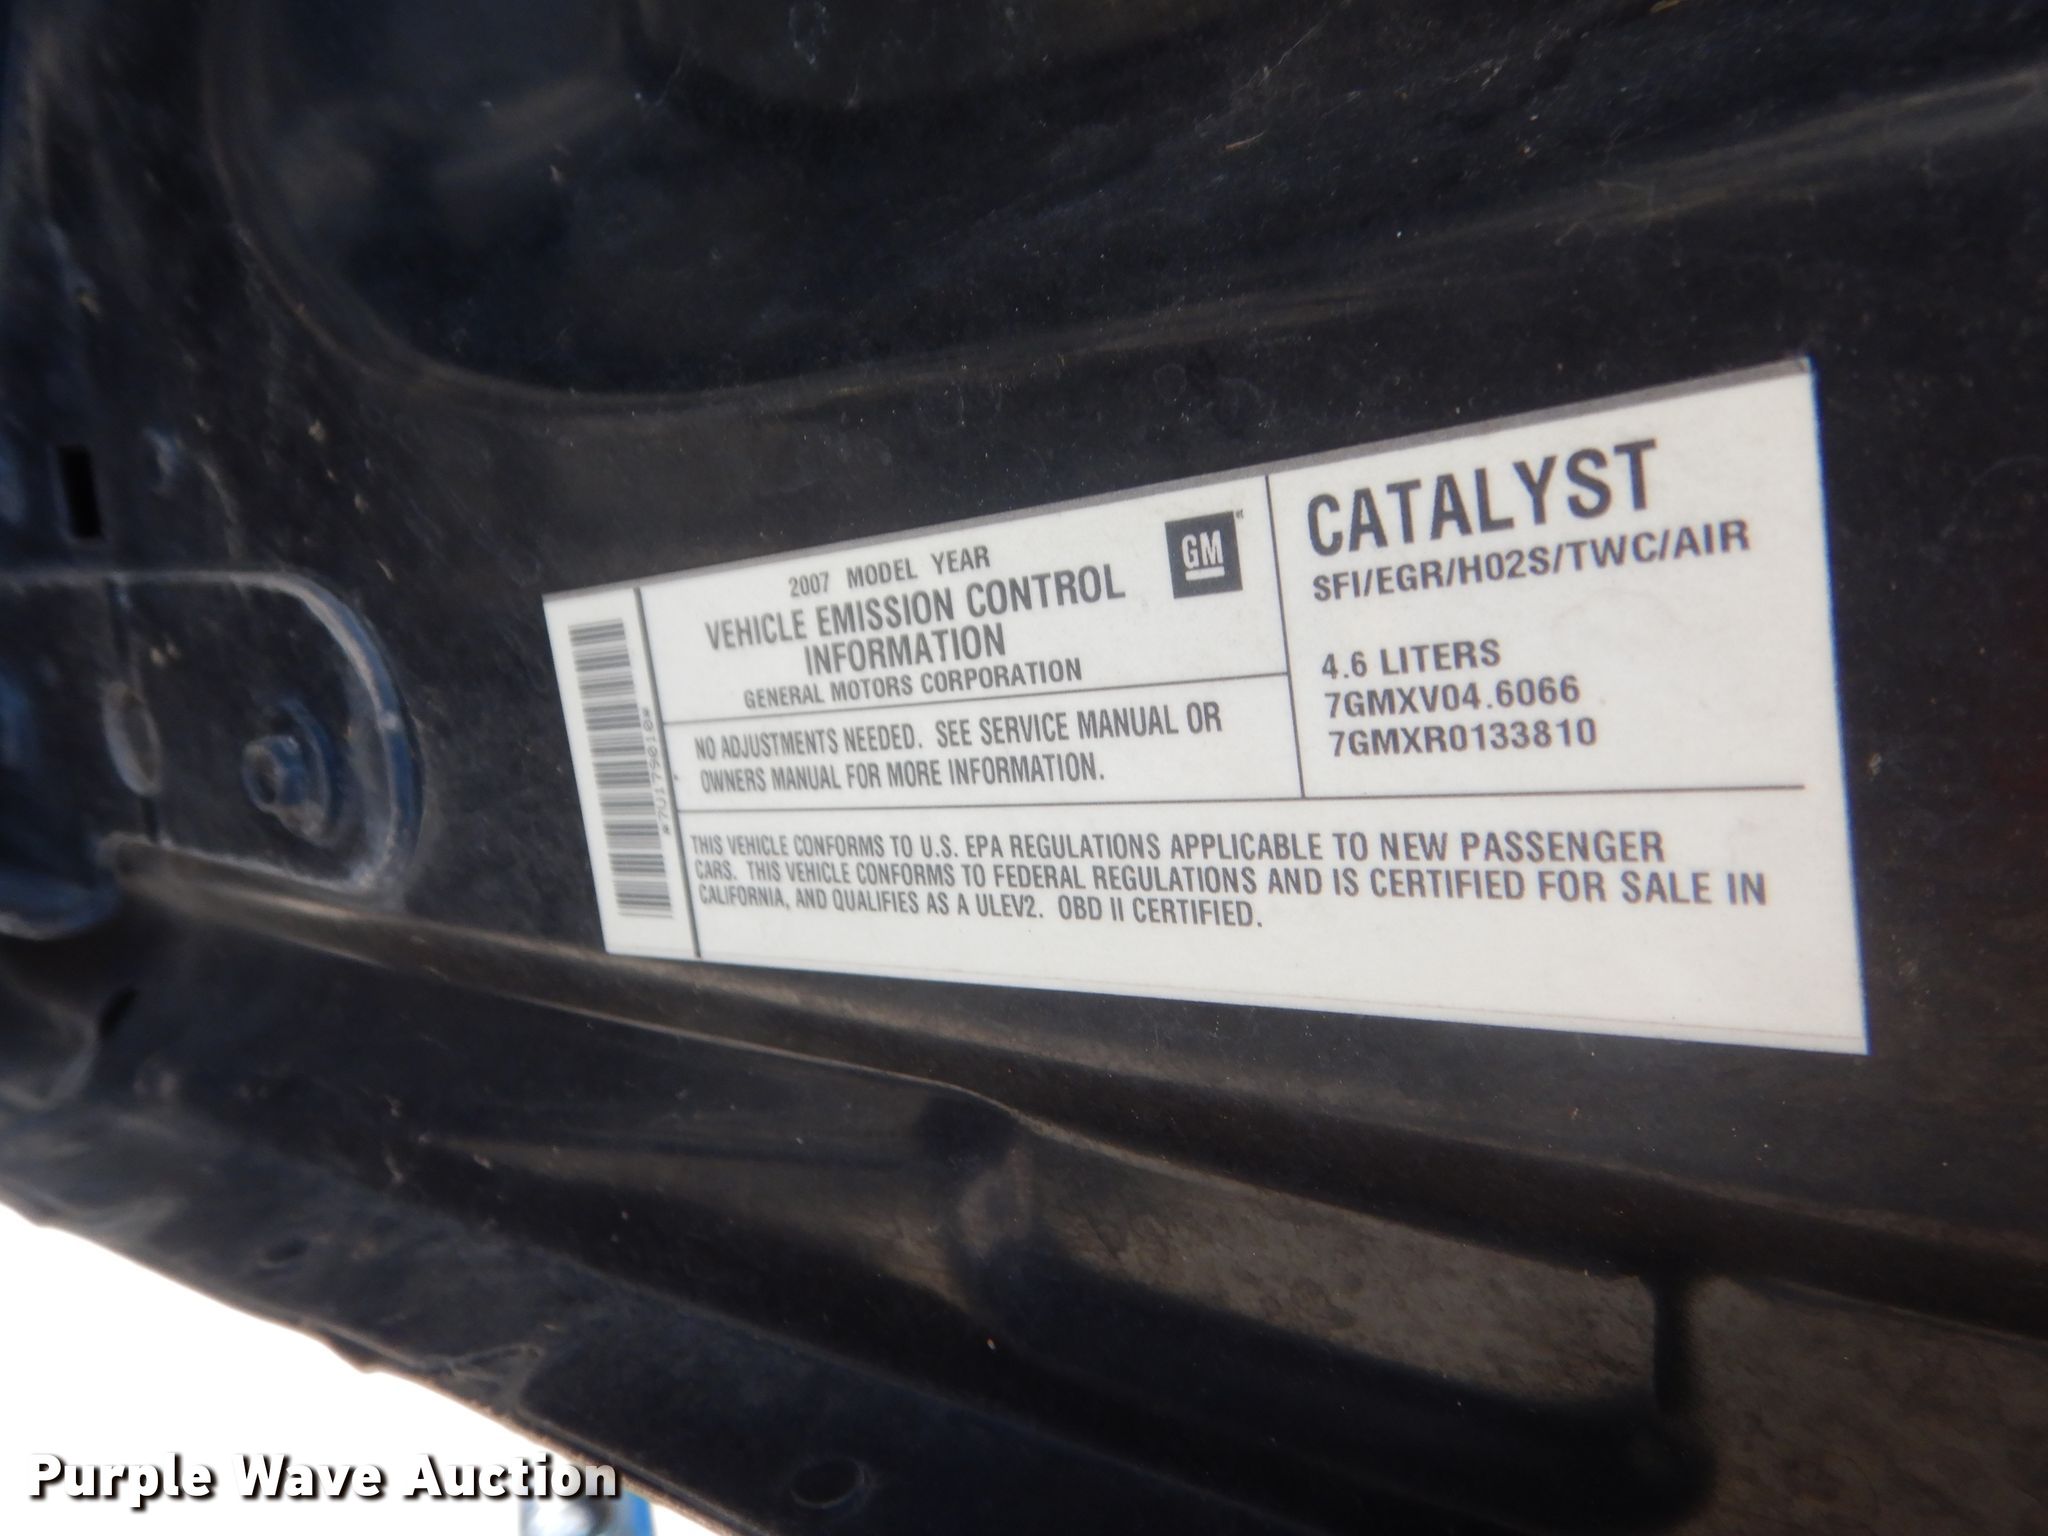 2007 MODEL YEAR
VEHICLE EMISSION CONTROL
INFORMATION
GENERAL MOTORS CORPORATION
GM
NO ADJUSTMENTS NEEDED. SEE SERVICE MANUAL OR
OWNERS MANUAL FOR MORE INFORMATION.
CATALYST
SFI/EGR/HO2S/TWC/AIR
4.6 LITERS
7GMXV04.6066
7GMXR0133810
THIS VEHICLE CONFORMS TO U.S. EPA REGULATIONS APPLICABLE TO NEW PASSENGER
CARS. THIS VEHICLE CONFORMS TO FEDERAL REGULATIONS AND IS CERTIFIED FOR SALE IN
CALIFORNIA, AND QUALIFIES AS A ULEV2. OBD II CERTIFIED.
*7U179010*
Purple Wave Auction